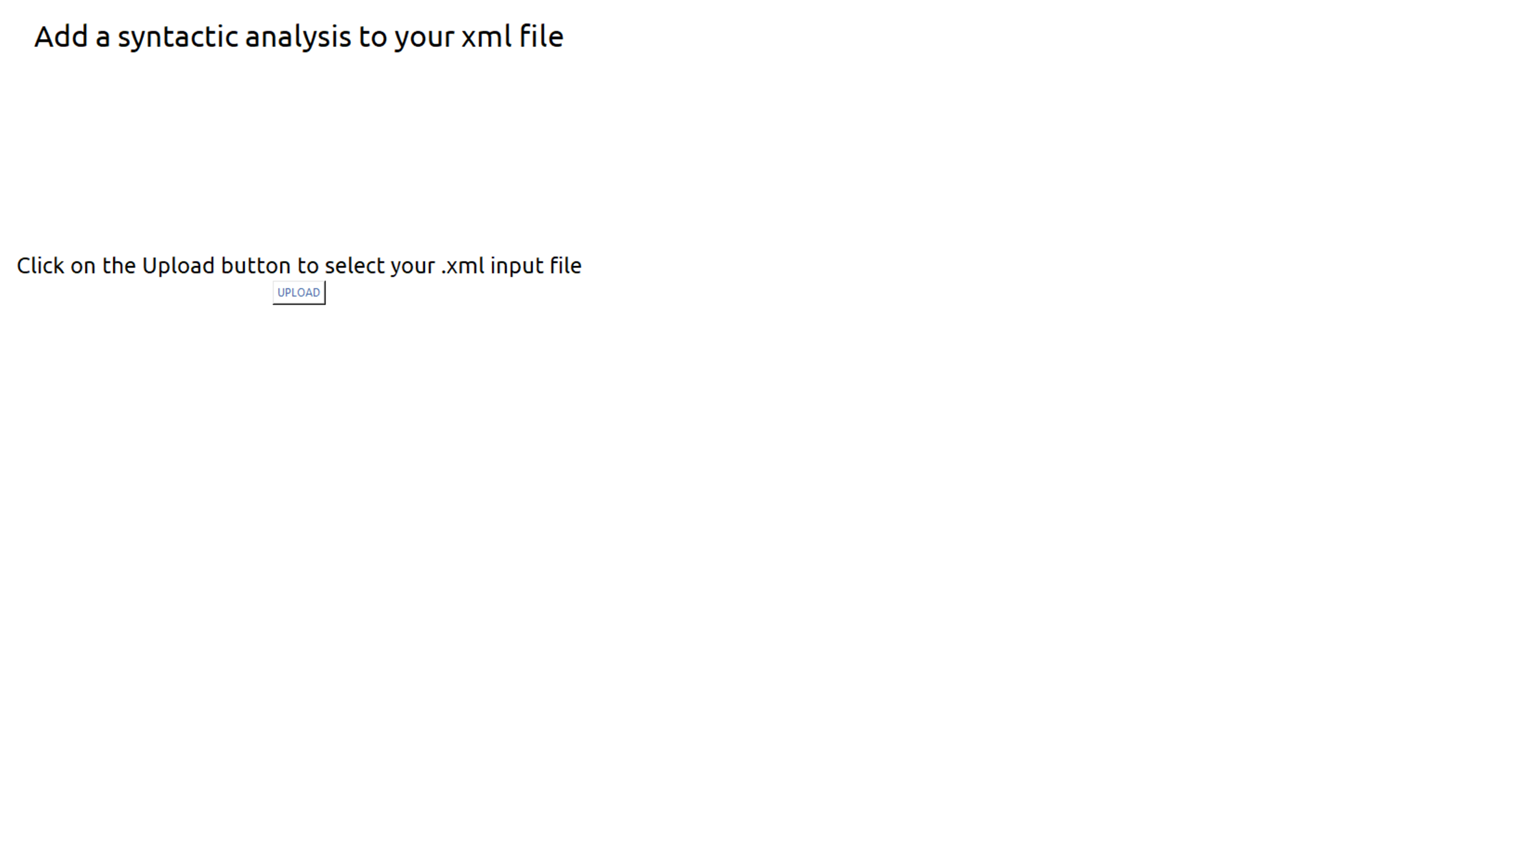 Add a syntactic analysis to your xml file
Click on the Upload button to select your .xml input file
UPLOAD